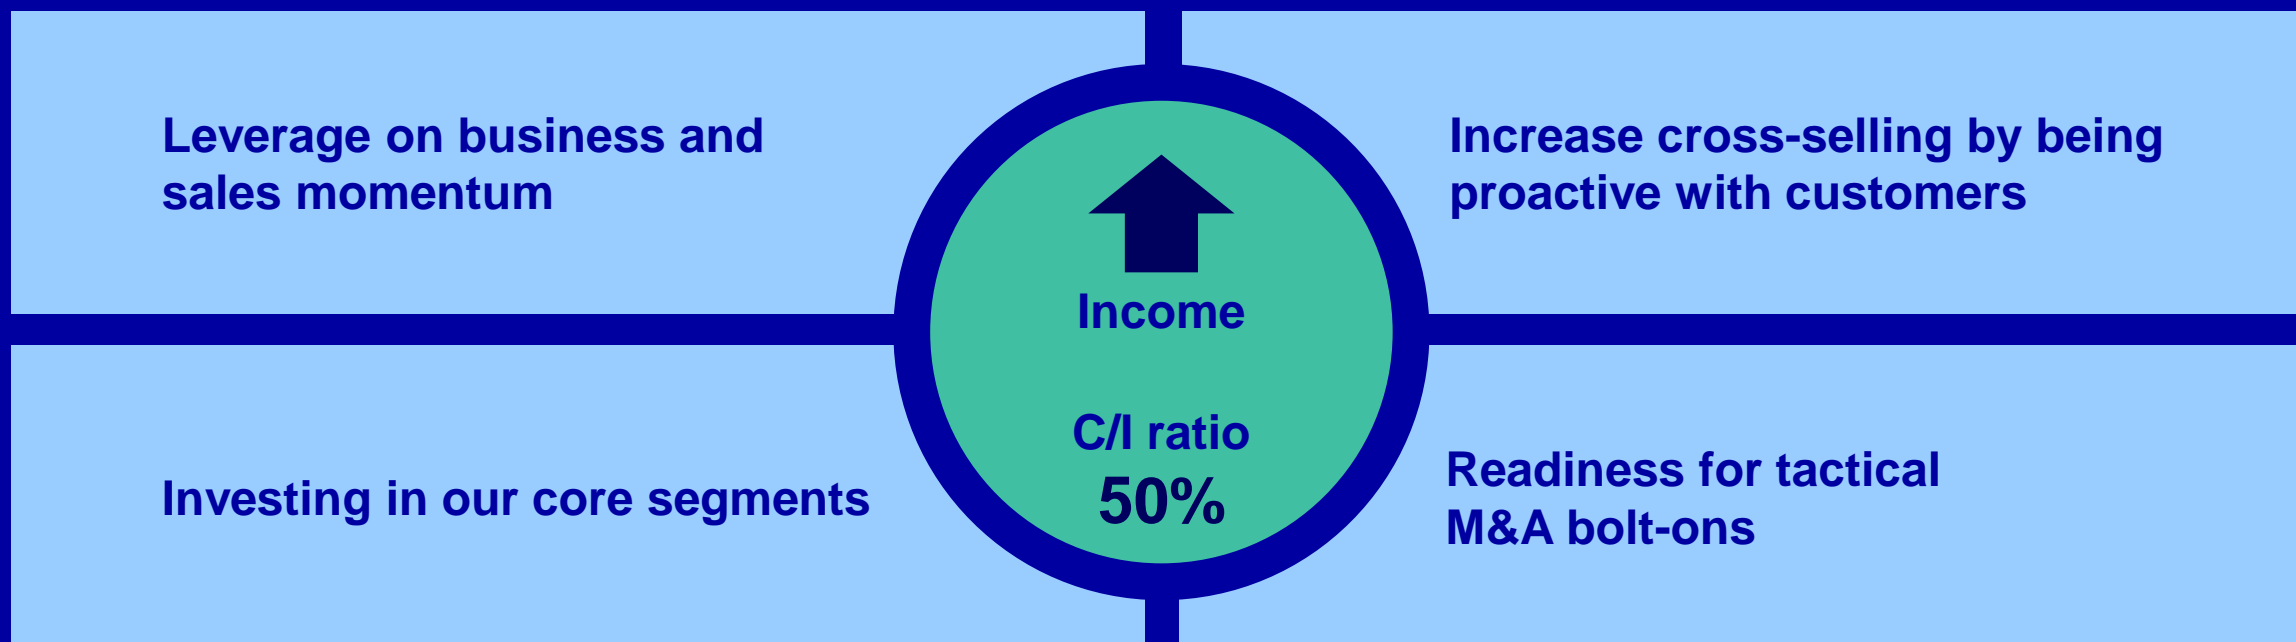 Leverage on business and
sales momentum
Increase cross-selling by being
proactive with customers
Income
C/I ratio
50%
Investing in our core segments
Readiness for tactical
M&A bolt-ons